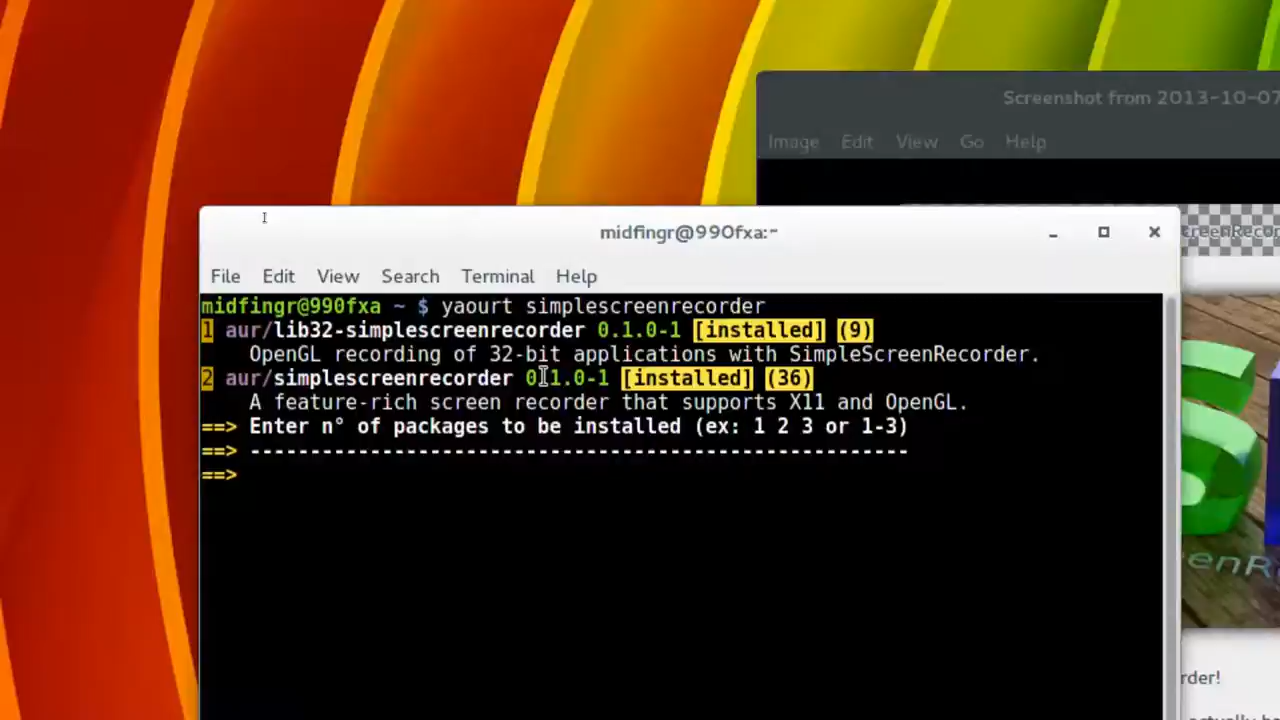 Screenshot from 2013-10-07
Image Edit View Go Help
midfingr@990fxa:~
File Edit View Search Terminal Help
midfingr@990fxa ~ $ yaourt simplescreenrecorder
1 aur/lib32-simplescreenrecorder 0.1.0-1 [installed] (9)
OpenGL recording of 32-bit applications with SimpleScreenRecorder.
2 aur/simplescreenrecorder 0.1.0-1 [installed] (36)
A feature-rich screen recorder that supports X11 and OpenGL.
==> Enter n° of packages to be installed (ex: 1 2 3 or 1-3)
==> -------------------------------------------------------
==>